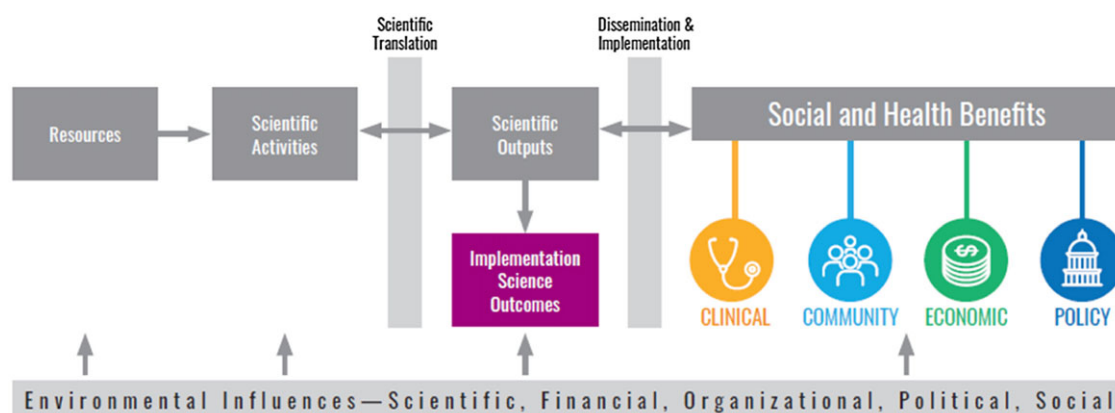 Scientific
Translation
Dissemination &
Implementation
Resources
Scientific
Activities
Scientific
Outputs
Social and Health Benefits
Implementation
Science
Outcomes
CLINICAL
COMMUNITY
ECONOMIC
POLICY
Environmental Influences—Scientific, Financial, Organizational, Political, Social